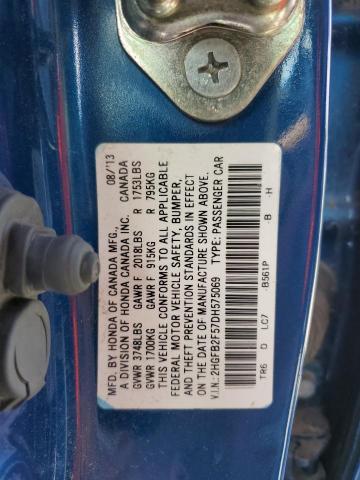 MFD. BY HONDA OF CANADA MFG., 08/'13
A DIVISION OF HONDA CANADA INC. CANADA
GVWR 3748LBS GAWR F 2018LBS R 1753LBS
GVWR 1700KG GAWR F 915KG R 795KG
THIS VEHICLE CONFORMS TO ALL APPLICABLE
FEDERAL MOTOR VEHICLE SAFETY, BUMPER,
AND THEFT PREVENTION STANDARDS IN EFFECT
ON THE DATE OF MANUFACTURE SHOWN ABOVE.
V.I.N.: 2HGFB2F57DH575069 TYPE: PASSENGER CAR
TR6 D LC7 B561P B -H